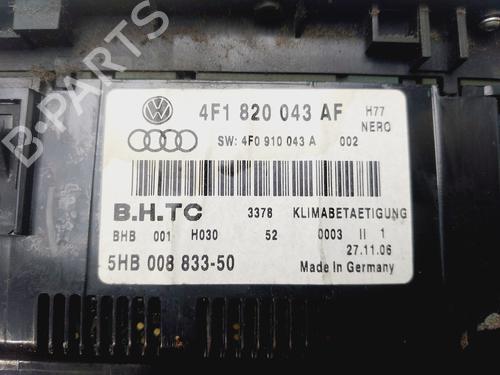 4F1 820 043 AF H77
NERO
SW: 4F0 910 043 A 002
B.H.TC 3378 KLIMABETAETIGUNG
BHB 001 H030 52 0003 II 1
27.11.06
5HB 008 833-50 Made in Germany
B-PARTS